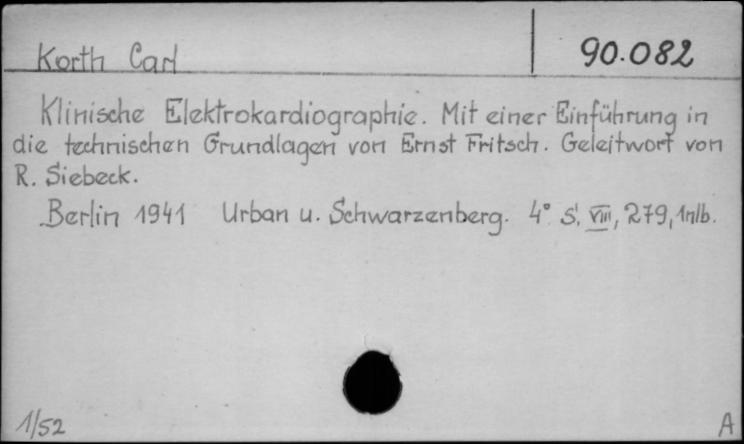 Korth Carl
90.082
Klinische Elektrokardiographie. Mit einer Einführung in
die technischen Grundlagen von Ernst Fritsch. Geleitwort von
R. Siebeck.
Berlin 1941 Urban u. Schwarzenberg. 4° S. VIII, 279, 1nlb.
1/52
A